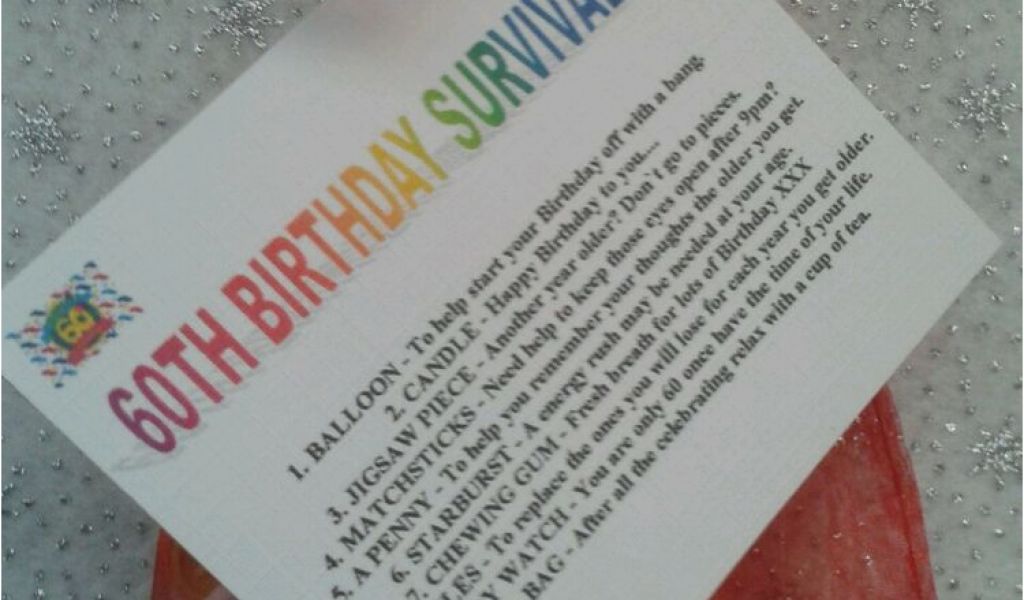 60
60TH BIRTHDAY SURVIVAL
1. BALLOON - To help start your Birthday off with a bang.
2. CANDLE - Happy Birthday to you...
3. JIGSAW PIECE - Another year older? Don't go to pieces.
4. MATCHSTICKS - Need help to keep those eyes open after 9pm?
5. A PENNY - To help you remember your thoughts the older you get.
6. STARBURST - A energy rush may be needed at your age.
7. CHEWING GUM - Fresh breath for lots of Birthday XXX
LES - To replace the ones you will lose for each year you get older.
Y WATCH - You are only 60 once have the time of your life.
BAG - After all the celebrating relax with a cup of tea.